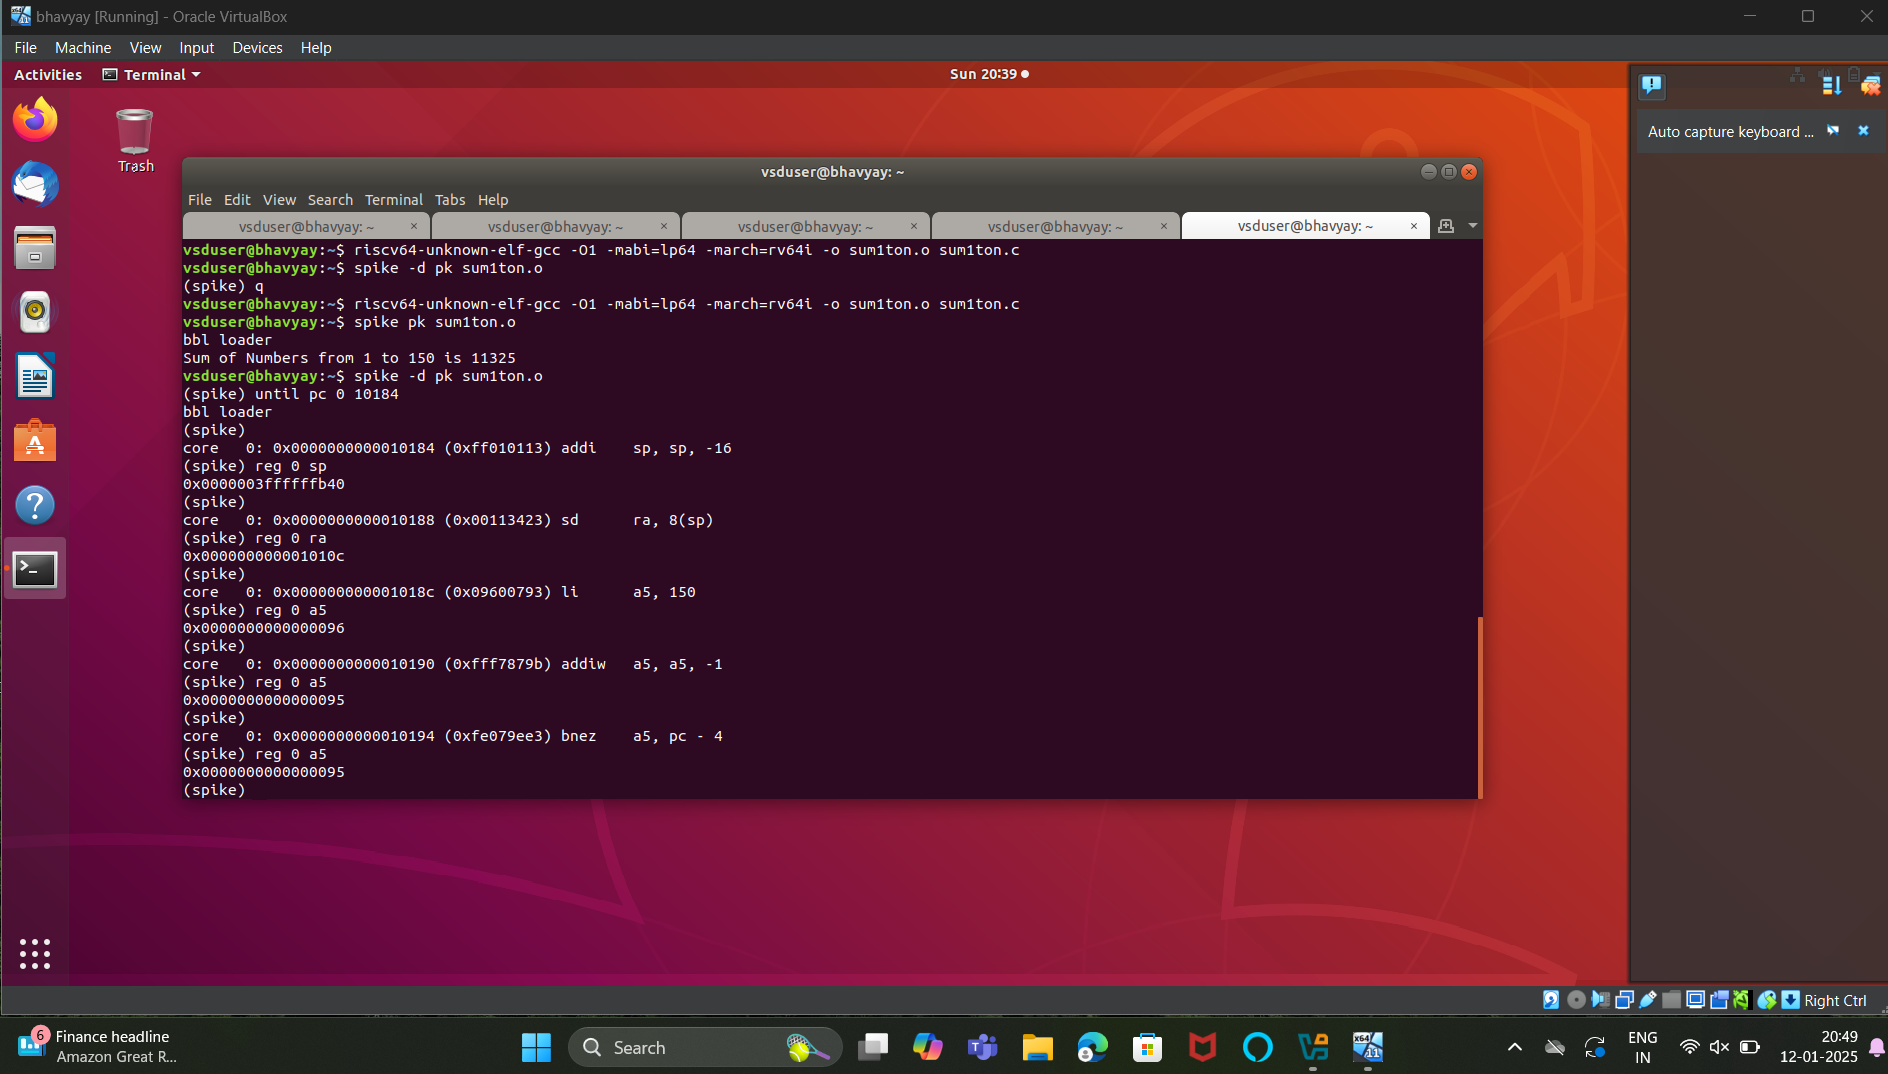 bhavyay [Running] - Oracle VirtualBox
File Machine View Input Devices Help
Activities Terminal Sun 20:39
Auto capture keyboard ...
Trash
vsduser@bhavyay: ~
File Edit View Search Terminal Tabs Help
vsduser@bhavyay: ~ × vsduser@bhavyay: ~ × vsduser@bhavyay: ~ × vsduser@bhavyay: ~ × vsduser@bhavyay: ~ ×
vsduser@bhavyay:~$ riscv64-unknown-elf-gcc -O1 -mabi=lp64 -march=rv64i -o sum1ton.o sum1ton.c
vsduser@bhavyay:~$ spike -d pk sum1ton.o
(spike) q
vsduser@bhavyay:~$ riscv64-unknown-elf-gcc -O1 -mabi=lp64 -march=rv64i -o sum1ton.o sum1ton.c
vsduser@bhavyay:~$ spike pk sum1ton.o
bbl loader
Sum of Numbers from 1 to 150 is 11325
vsduser@bhavyay:~$ spike -d pk sum1ton.o
(spike) until pc 0 10184
bbl loader
(spike)
core 0: 0x0000000000010184 (0xff010113) addi sp, sp, -16
(spike) reg 0 sp
0x0000003ffffffb40
(spike)
core 0: 0x0000000000010188 (0x00113423) sd ra, 8(sp)
(spike) reg 0 ra
0x000000000001010c
(spike)
core 0: 0x000000000001018c (0x09600793) li a5, 150
(spike) reg 0 a5
0x0000000000000096
(spike)
core 0: 0x0000000000010190 (0xfff7879b) addiw a5, a5, -1
(spike) reg 0 a5
0x0000000000000095
(spike)
core 0: 0x0000000000010194 (0xfe079ee3) bnez a5, pc - 4
(spike) reg 0 a5
0x0000000000000095
(spike)
Right Ctrl
6
Finance headline
Amazon Great R...
Search
ENG
IN
20:49
12-01-2025